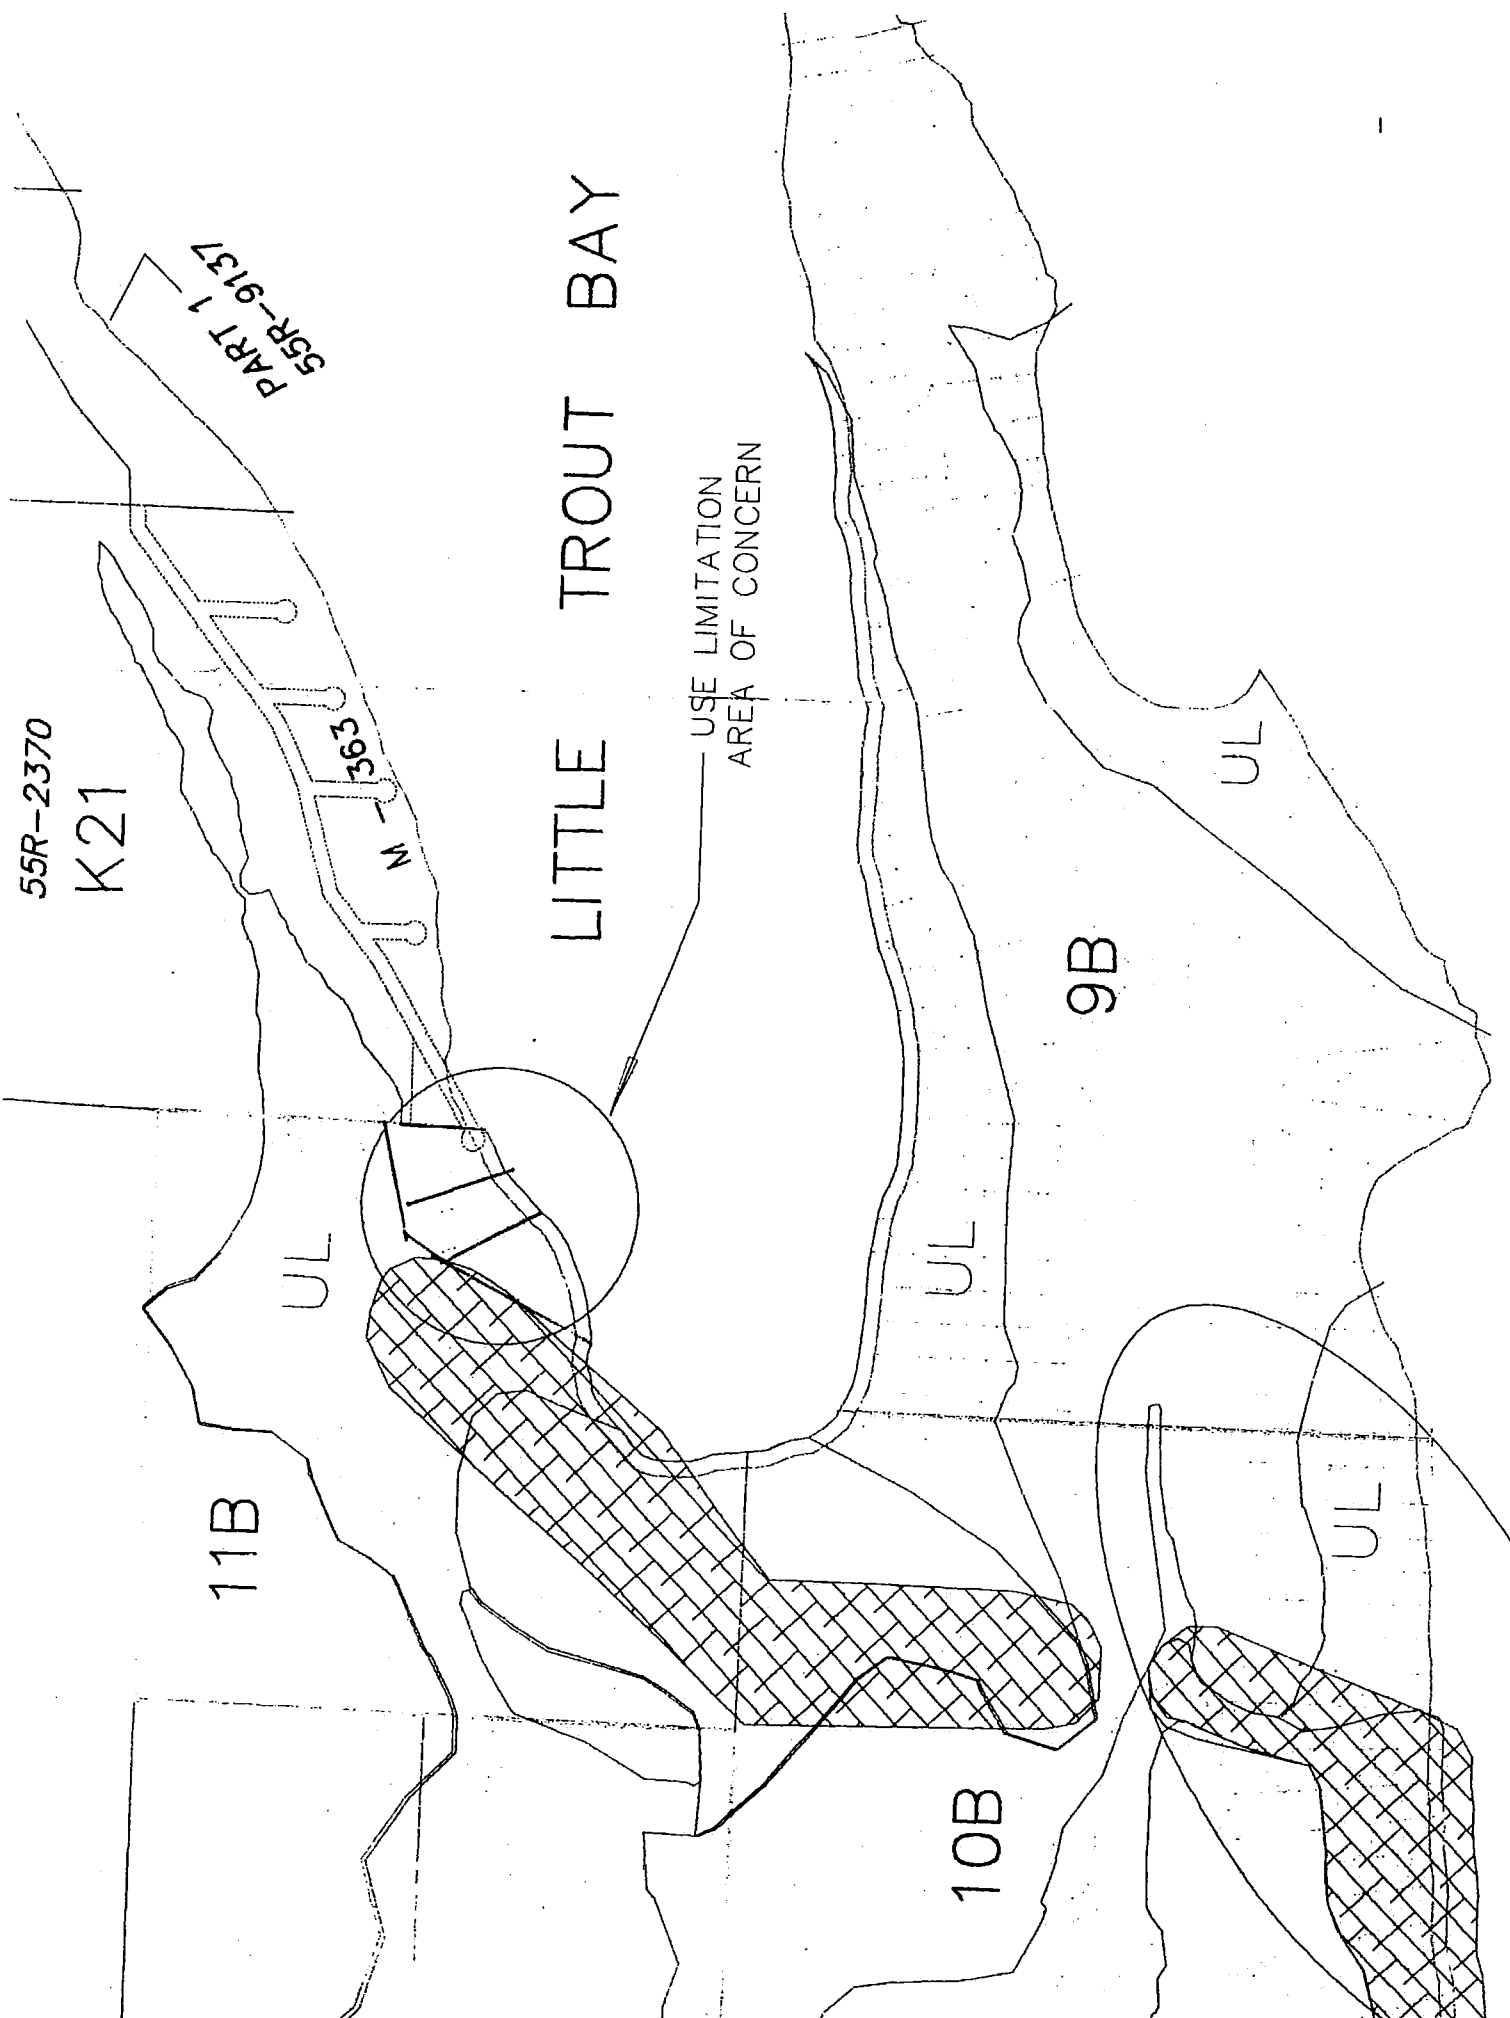 55R-2370
K21
PART 1
55R-9137
M-363
LITTLE TROUT BAY
USE LIMITATION
AREA OF CONCERN
UL
9B
UL
UL
11B
UL
10B